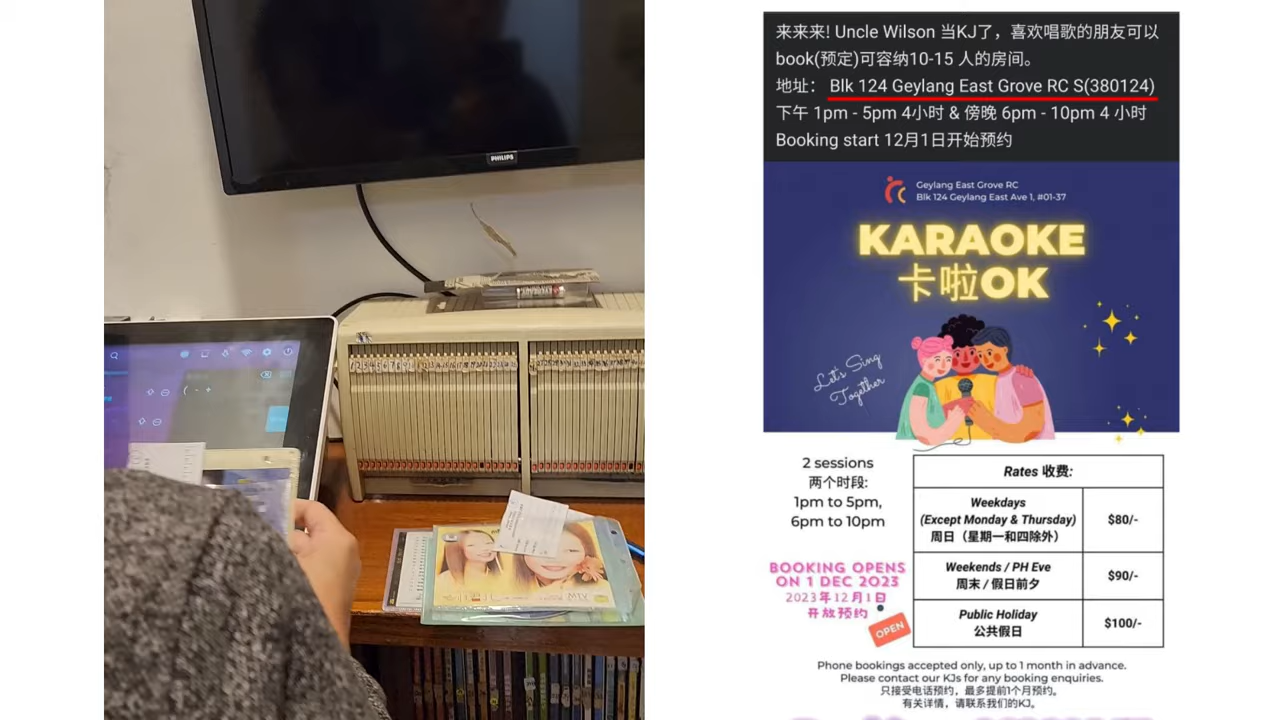 PHILIPS
MTV
来来来! Uncle Wilson 当KJ了，喜欢唱歌的朋友可以
book(预定)可容纳10-15 人的房间。
地址： Blk 124 Geylang East Grove RC S(380124)
下午 1pm - 5pm 4小时 & 傍晚 6pm - 10pm 4 小时
Booking start 12月1日开始预约
Geylang East Grove RC
Blk 124 Geylang East Ave 1, #01-37
KARAOKE
卡啦OK
Let's Sing
Together
2 sessions
两个时段:
1pm to 5pm,
6pm to 10pm
BOOKING OPENS
ON 1 DEC 2023
2023年12月1日
开放预约
OPEN
Rates 收费:
Weekdays
(Except Monday & Thursday)
周日（星期一和四除外）
$80/-
Weekends / PH Eve
周末 / 假日前夕
$90/-
Public Holiday
公共假日
$100/-
Phone bookings accepted only, up to 1 month in advance.
Please contact our KJs for any booking enquiries.
只接受电话预约，最多提前1个月预约。
有关详情，请联系我们的KJ。